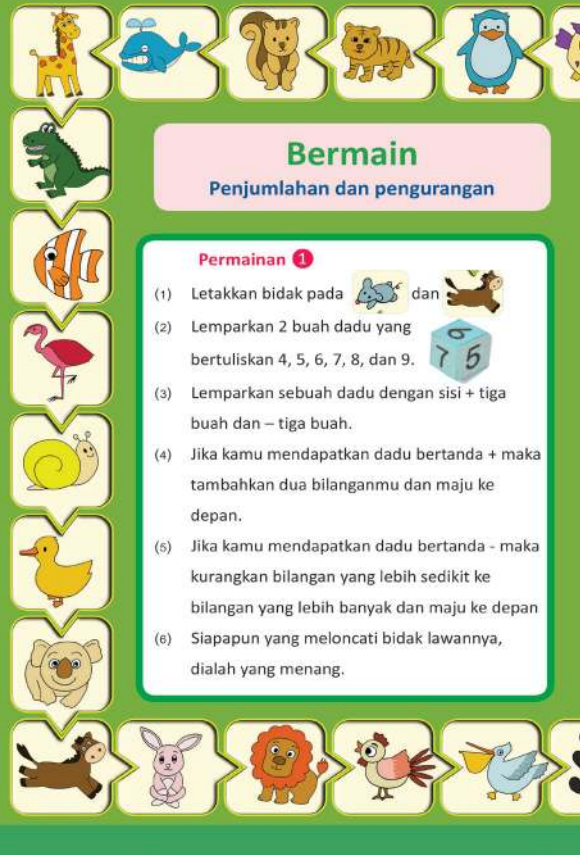 Bermain
Penjumlahan dan pengurangan
Permainan 1
(1) Letakkan bidak pada dan
(2) Lemparkan 2 buah dadu yang
bertuliskan 4, 5, 6, 7, 8, dan 9.
6
7 5
(3) Lemparkan sebuah dadu dengan sisi + tiga
buah dan – tiga buah.
(4) Jika kamu mendapatkan dadu bertanda + maka
tambahkan dua bilanganmu dan maju ke
depan.
(5) Jika kamu mendapatkan dadu bertanda - maka
kurangkan bilangan yang lebih sedikit ke
bilangan yang lebih banyak dan maju ke depan
(6) Siapapun yang meloncati bidak lawannya,
dialah yang menang.